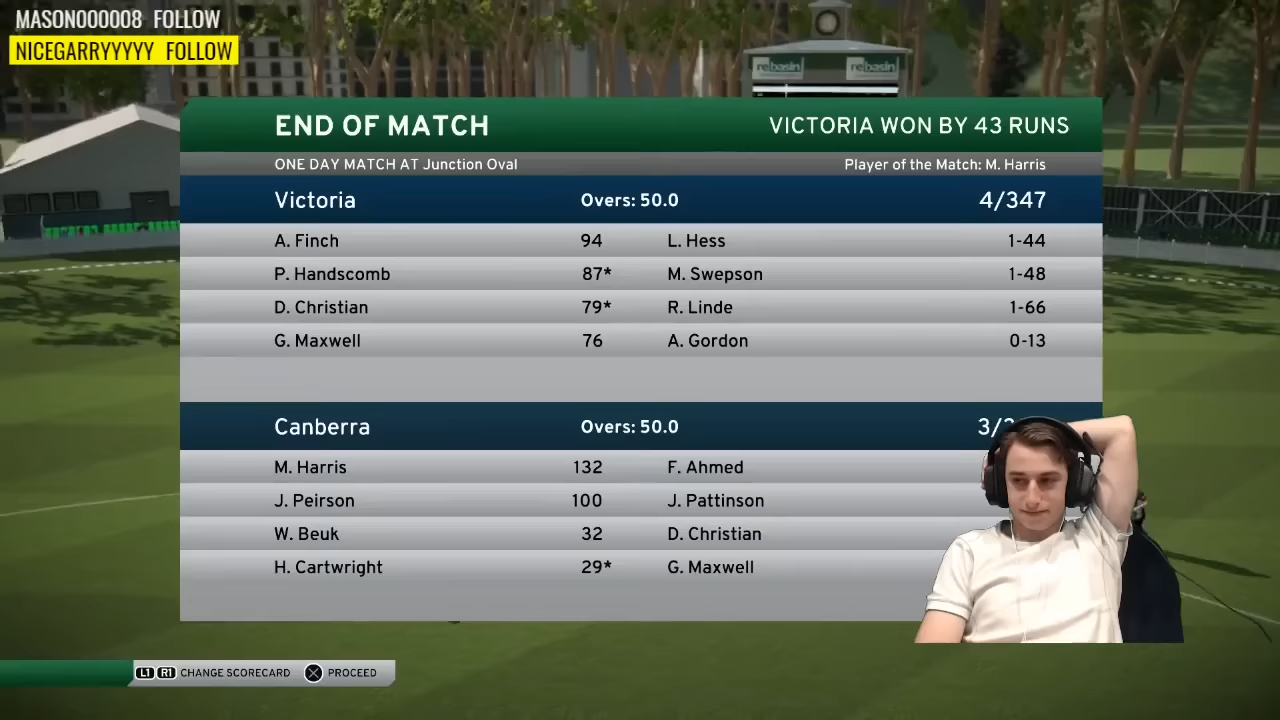 MASON000008 FOLLOW
NICEGARRYYYYY FOLLOW
rebasin rebasin
END OF MATCH VICTORIA WON BY 43 RUNS
ONE DAY MATCH AT Junction Oval Player of the Match: M. Harris
Victoria Overs: 50.0 4/347
A. Finch 94 L. Hess 1-44
P. Handscomb 87* M. Swepson 1-48
D. Christian 79* R. Linde 1-66
G. Maxwell 76 A. Gordon 0-13
Canberra Overs: 50.0 3/
M. Harris 132 F. Ahmed
J. Peirson 100 J. Pattinson
W. Beuk 32 D. Christian
H. Cartwright 29* G. Maxwell
L1 R1 CHANGE SCORECARD PROCEED